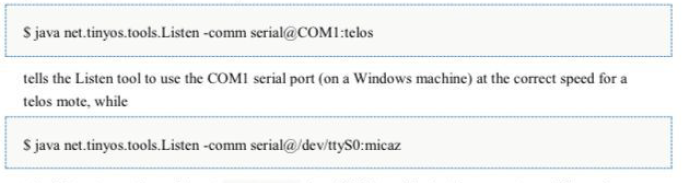 $ java net.tinyos.tools.Listen -comm serial@COM1:telos
tells the Listen tool to use the COM1 serial port (on a Windows machine) at the correct speed for a
telos mote, while
$ java net.tinyos.tools.Listen -comm serial@/dev/ttyS0:micaz